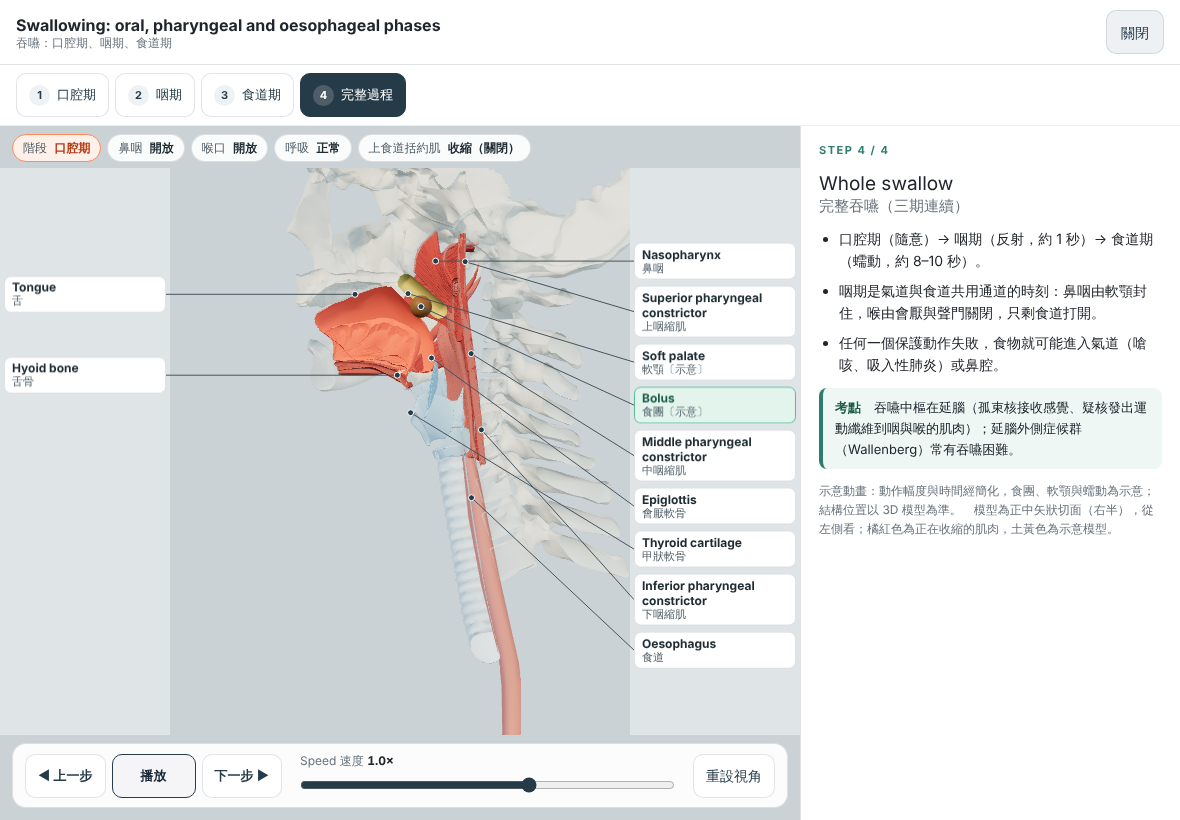 Swallowing: oral, pharyngeal and oesophageal phases
吞嚥：口腔期、咽期、食道期
關閉
1 口腔期
2 咽期
3 食道期
4 完整過程
階段 口腔期
鼻咽 開放
喉口 開放
呼吸 正常
上食道括約肌 收縮（關閉）
Tongue
舌
Hyoid bone
舌骨
Nasopharynx
鼻咽
Superior pharyngeal
constrictor
上咽縮肌
Soft palate
軟顎〔示意〕
Bolus
食團〔示意〕
Middle pharyngeal
constrictor
中咽縮肌
Epiglottis
會厭軟骨
Thyroid cartilage
甲狀軟骨
Inferior pharyngeal
constrictor
下咽縮肌
Oesophagus
食道
◀ 上一步
播放
下一步 ▶
Speed 速度 1.0×
重設視角
STEP 4 / 4
Whole swallow
完整吞嚥（三期連續）
• 口腔期（隨意）→ 咽期（反射，約 1 秒）→ 食道期
（蠕動，約 8–10 秒）。
• 咽期是氣道與食道共用通道的時刻：鼻咽由軟顎封
住，喉由會厭與聲門關閉，只剩食道打開。
• 任何一個保護動作失敗，食物就可能進入氣道（嗆
咳、吸入性肺炎）或鼻腔。
考點　吞嚥中樞在延腦（孤束核接收感覺、疑核發出運
動纖維到咽與喉的肌肉）；延腦外側症候群
（Wallenberg）常有吞嚥困難。
示意動畫：動作幅度與時間經簡化，食團、軟顎與蠕動為示意；
結構位置以 3D 模型為準。　模型為正中矢狀切面（右半），從
左側看；橘紅色為正在收縮的肌肉，土黃色為示意模型。